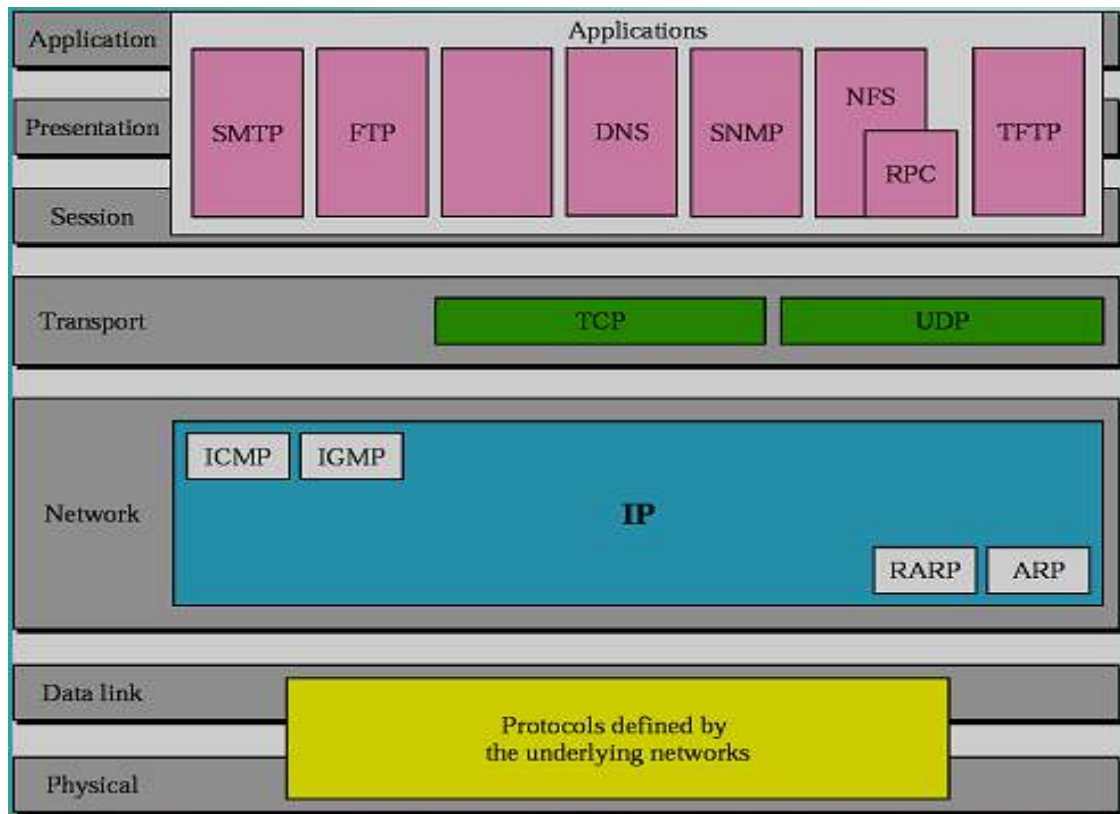 Application
Applications
Presentation
SMTP
FTP
DNS
SNMP
NFS
RPC
TFTP
Session
Transport
TCP
UDP
Network
ICMP
IGMP
IP
RARP
ARP
Data link
Protocols defined by
the underlying networks
Physical